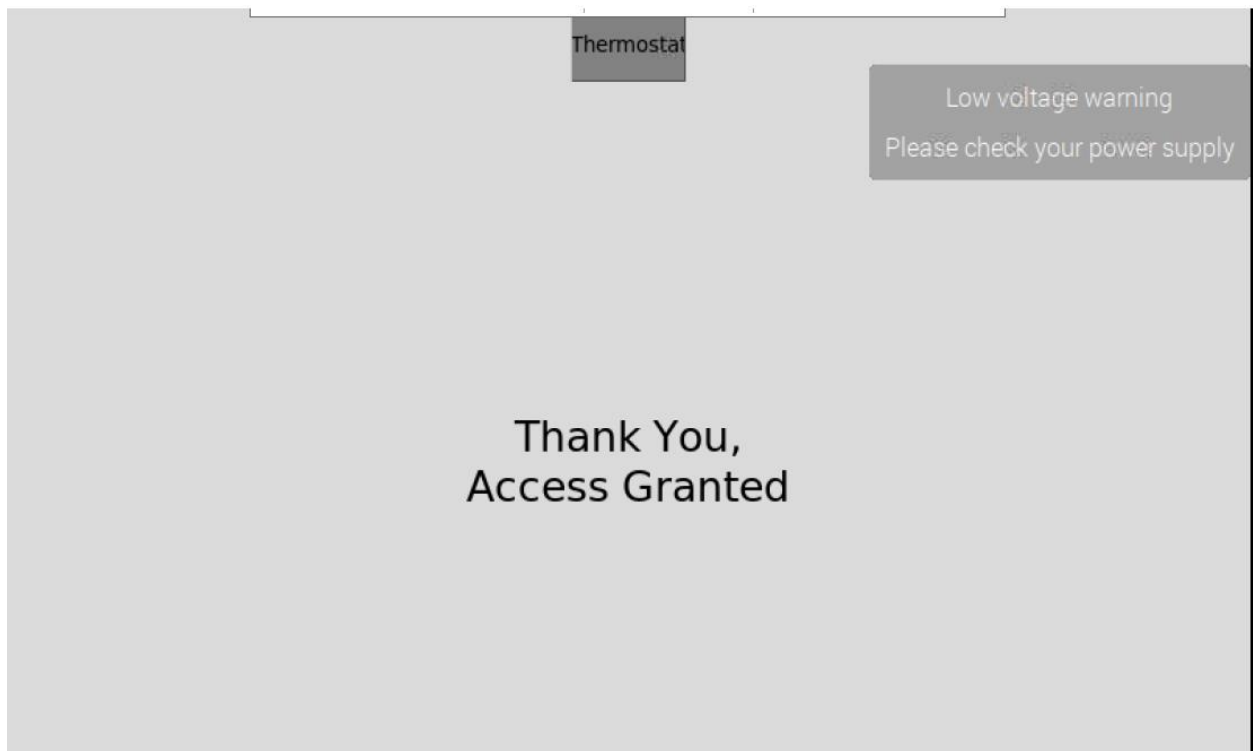 Thermostat
Low voltage warning
Please check your power supply
Thank You,
Access Granted